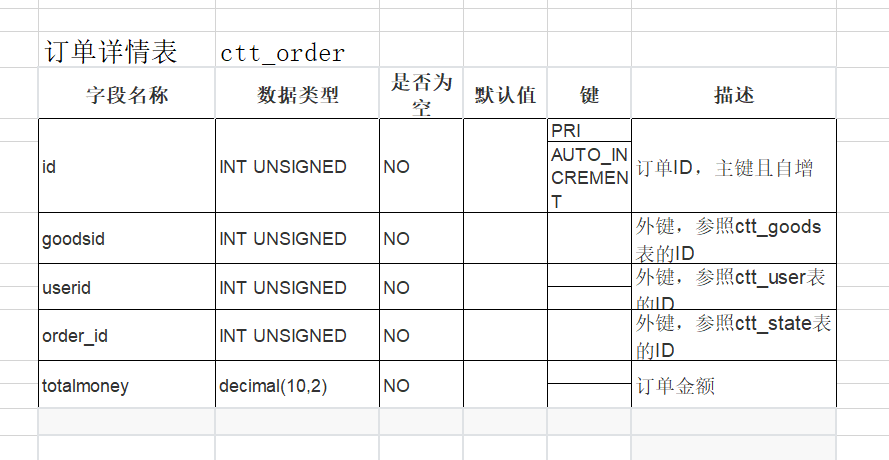 订单详情表 ctt_order
字段名称 数据类型 是否为
空 默认值 键 描述
id INT UNSIGNED NO PRI
AUTO_IN
CREMEN
T 订单ID，主键且自增
goodsid INT UNSIGNED NO 外键，参照ctt_goods
表的ID
userid INT UNSIGNED NO 外键，参照ctt_user表
的ID
order_id INT UNSIGNED NO 外键，参照ctt_state表
的ID
totalmoney decimal(10,2) NO 订单金额